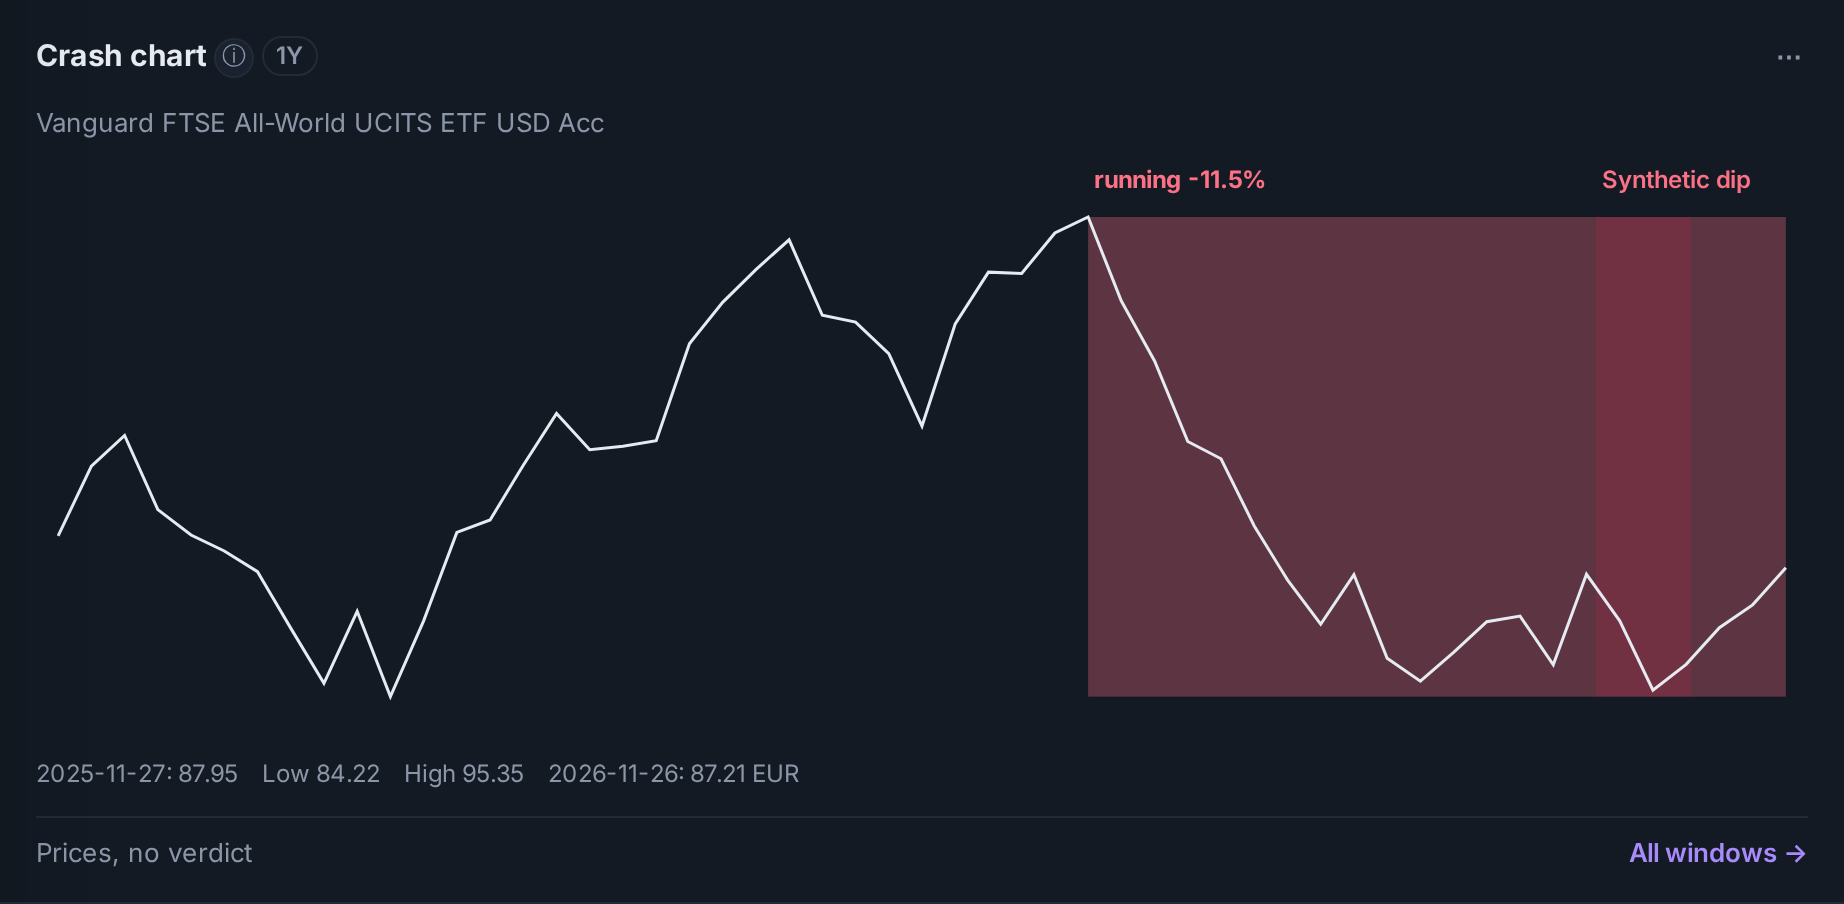 Crash chart ⓘ 1Y ...
Vanguard FTSE All-World UCITS ETF USD Acc
running -11.5% Synthetic dip
2025-11-27: 87.95 Low 84.22 High 95.35 2026-11-26: 87.21 EUR
Prices, no verdict All windows →